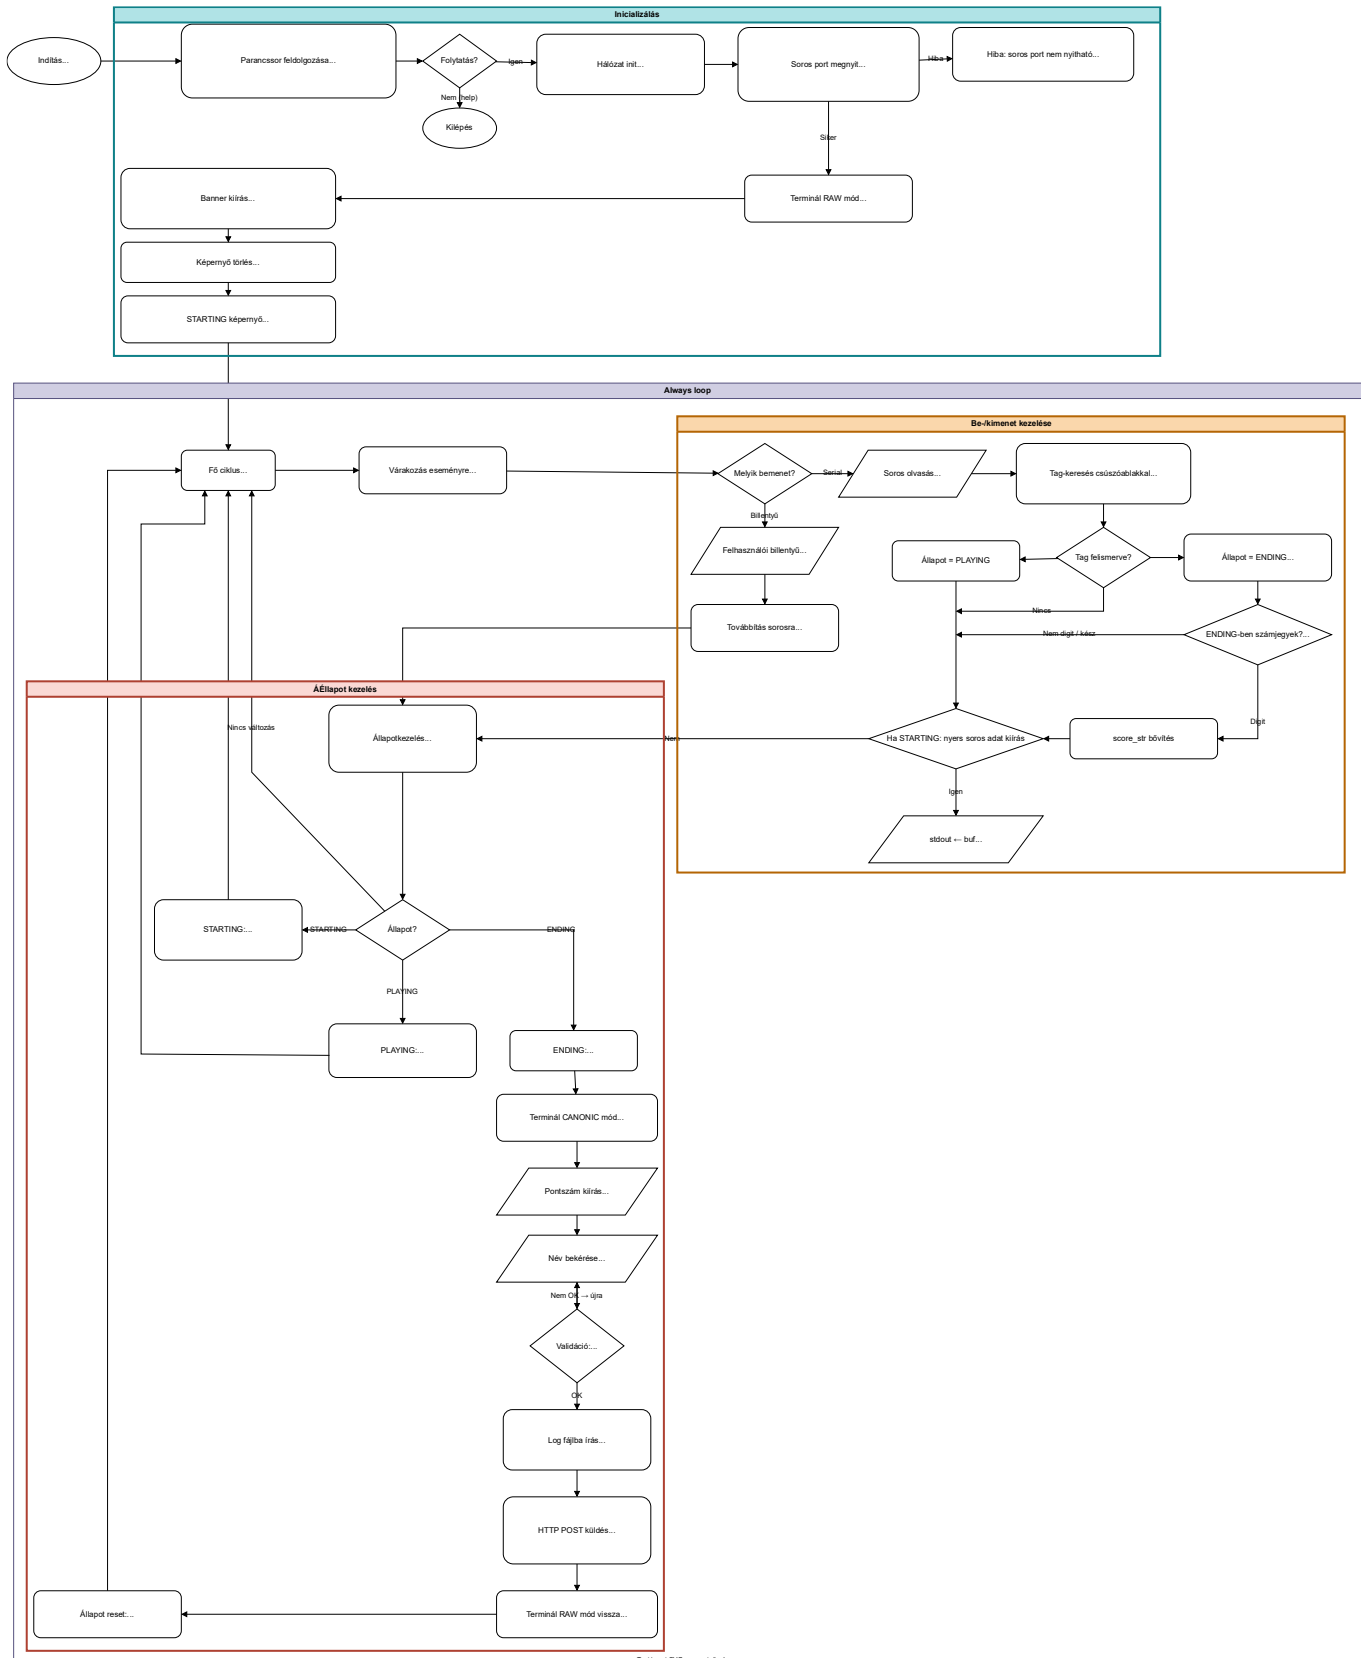 Inicializálás
Indítás...
Parancssor feldolgozása...
Folytatás?
Igen
Hálózat init...
Soros port megnyit...
Hiba
Hiba: soros port nem nyitható...
Nem (help)
Kilépés
Siker
Banner kiírás...
Terminál RAW mód...
Képernyő törlés...
STARTING képernyő...
Always loop
Be-/kimenet kezelése
Fő ciklus...
Várakozás eseményre...
Melyik bemenet?
Serial
Soros olvasás...
Tag-keresés csúszóablakkal...
Billentyű
Felhasználói billentyű...
Állapot = PLAYING
Tag felismerve?
Állapot = ENDING...
Nincs
Továbbítás sorosra...
Nem digit / kész
ENDING-ben számjegyek?...
ÁÉllapot kezelés
Nincs változás
Állapotkezelés...
Nem
Ha STARTING: nyers soros adat kiírás
score_str bővítés
Digit
Igen
stdout ← buf...
STARTING:...
STARTING
Állapot?
ENDING
PLAYING
PLAYING:...
ENDING:...
Terminál CANONIC mód...
Pontszám kiírás...
Név bekérése...
Nem OK → újra
Validáció:...
OK
Log fájlba írás...
HTTP POST küldés...
Állapot reset:...
Terminál RAW mód vissza...